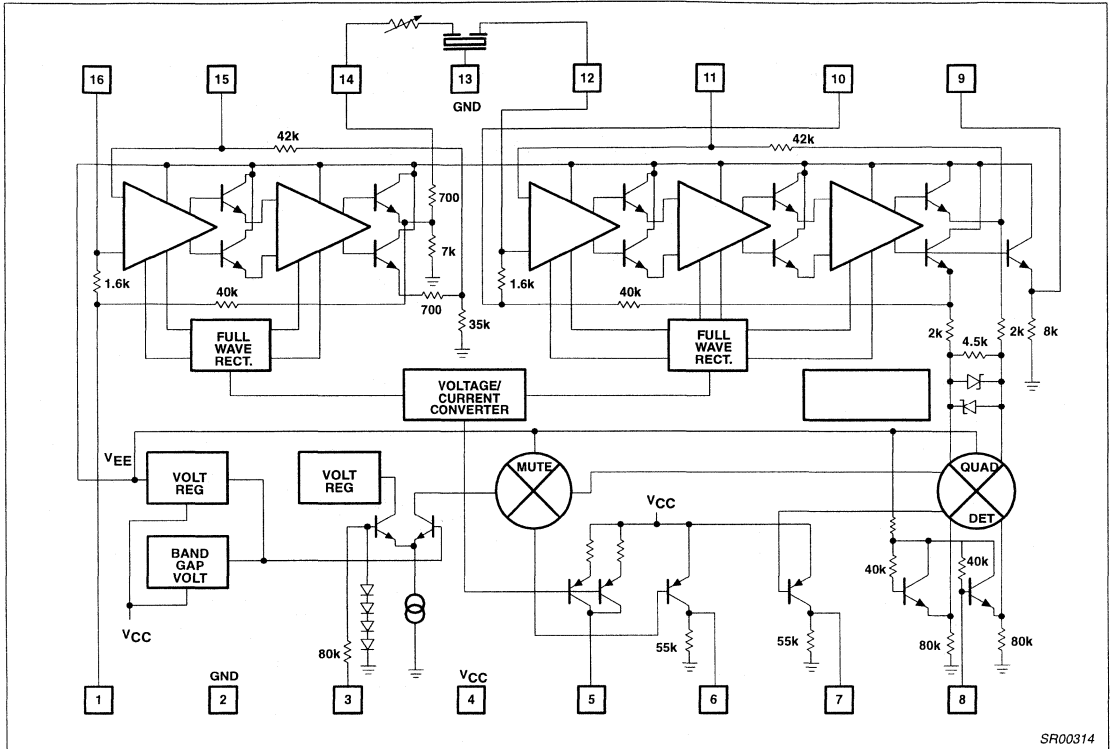 16
15
14
13
12
11
10
9
GND
42k
42k
700
7k
1.6k
40k
700
35k
1.6k
40k
2k
2k
8k
4.5k
FULL
WAVE
RECT.
FULL
WAVE
RECT.
VOLTAGE/
CURRENT
CONVERTER
VEE
VOLT
REG
VOLT
REG
MUTE
QUAD
DET
VCC
BAND
GAP
VOLT
40k
40k
VCC
80k
55k
55k
80k
80k
GND
VCC
1
2
3
4
5
6
7
8
SR00314